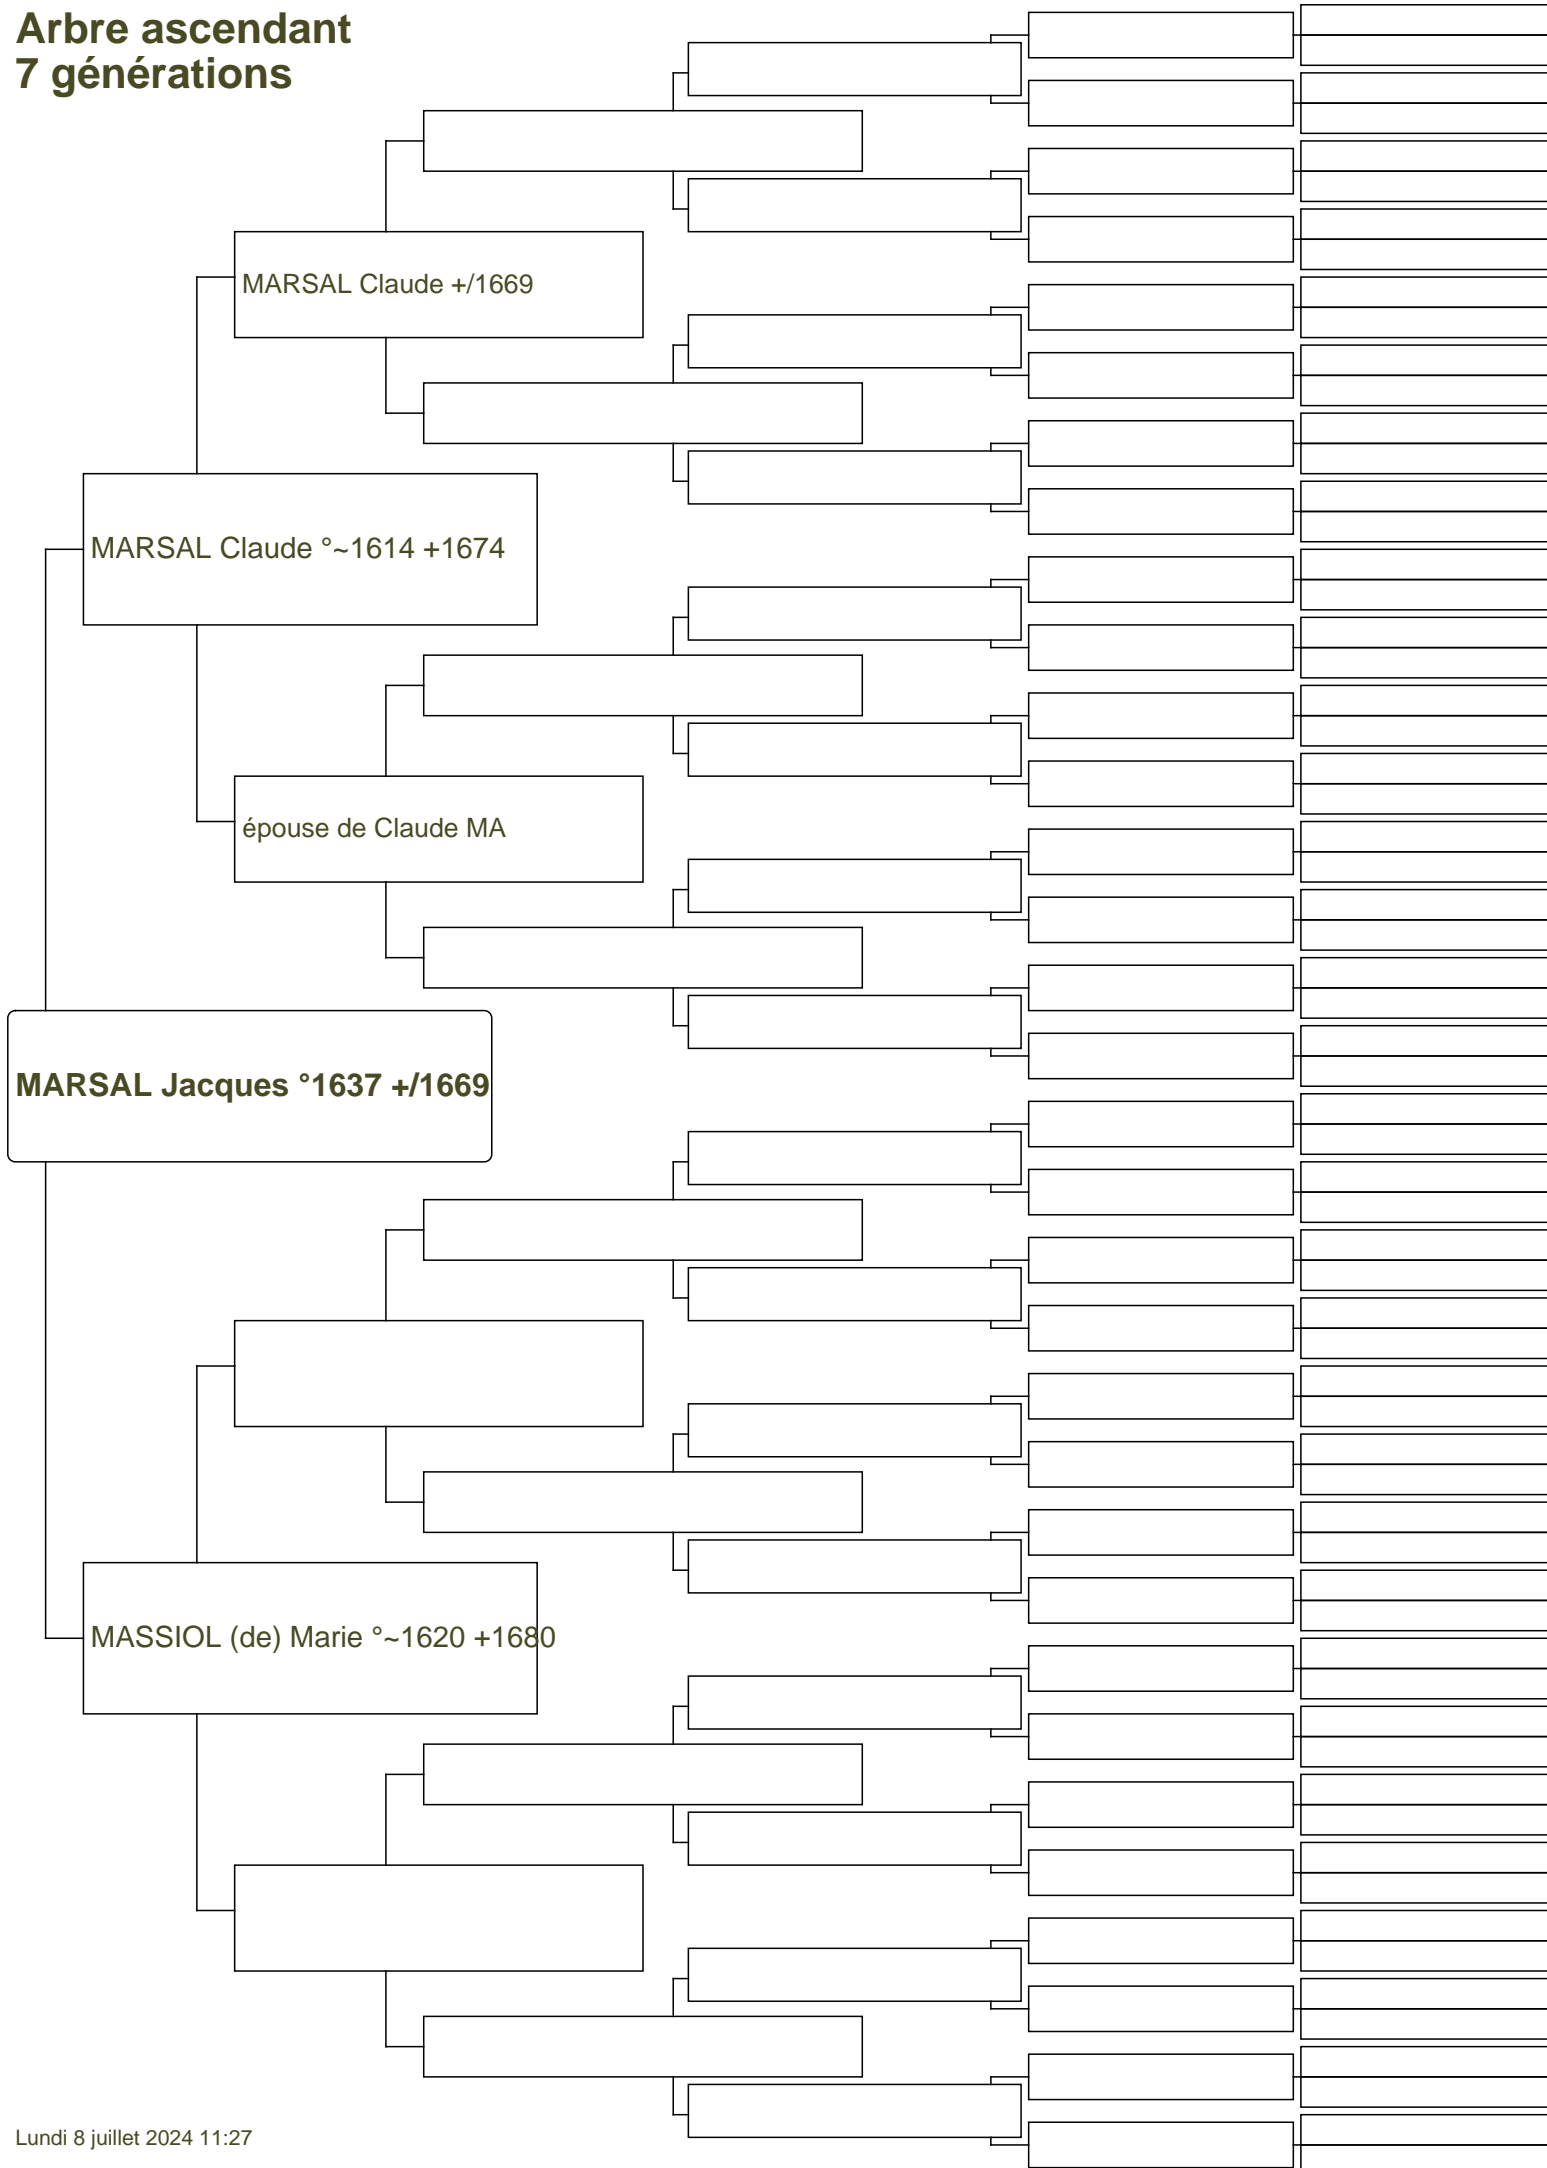 Arbre ascendant
7 générations
MARSAL Claude +/1669
MARSAL Claude °~1614 +1674
épouse de Claude MA
MARSAL Jacques °1637 +/1669
MASSIOL (de) Marie °~1620 +1680
Lundi 8 juillet 2024 11:27